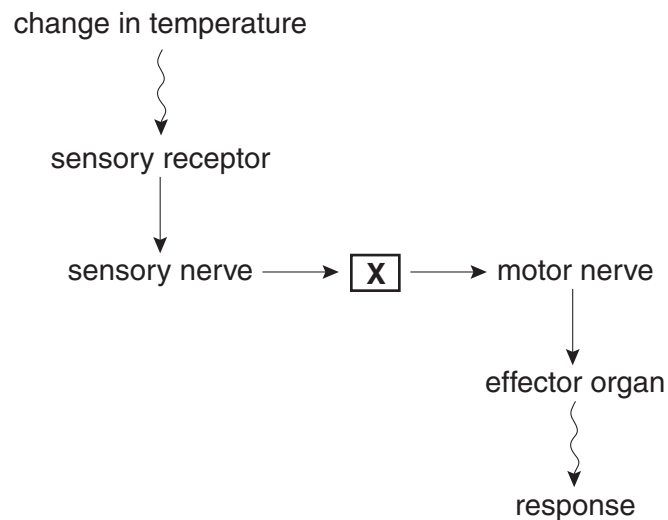 change in temperature
sensory receptor
sensory nerve
X
motor nerve
effector organ
response